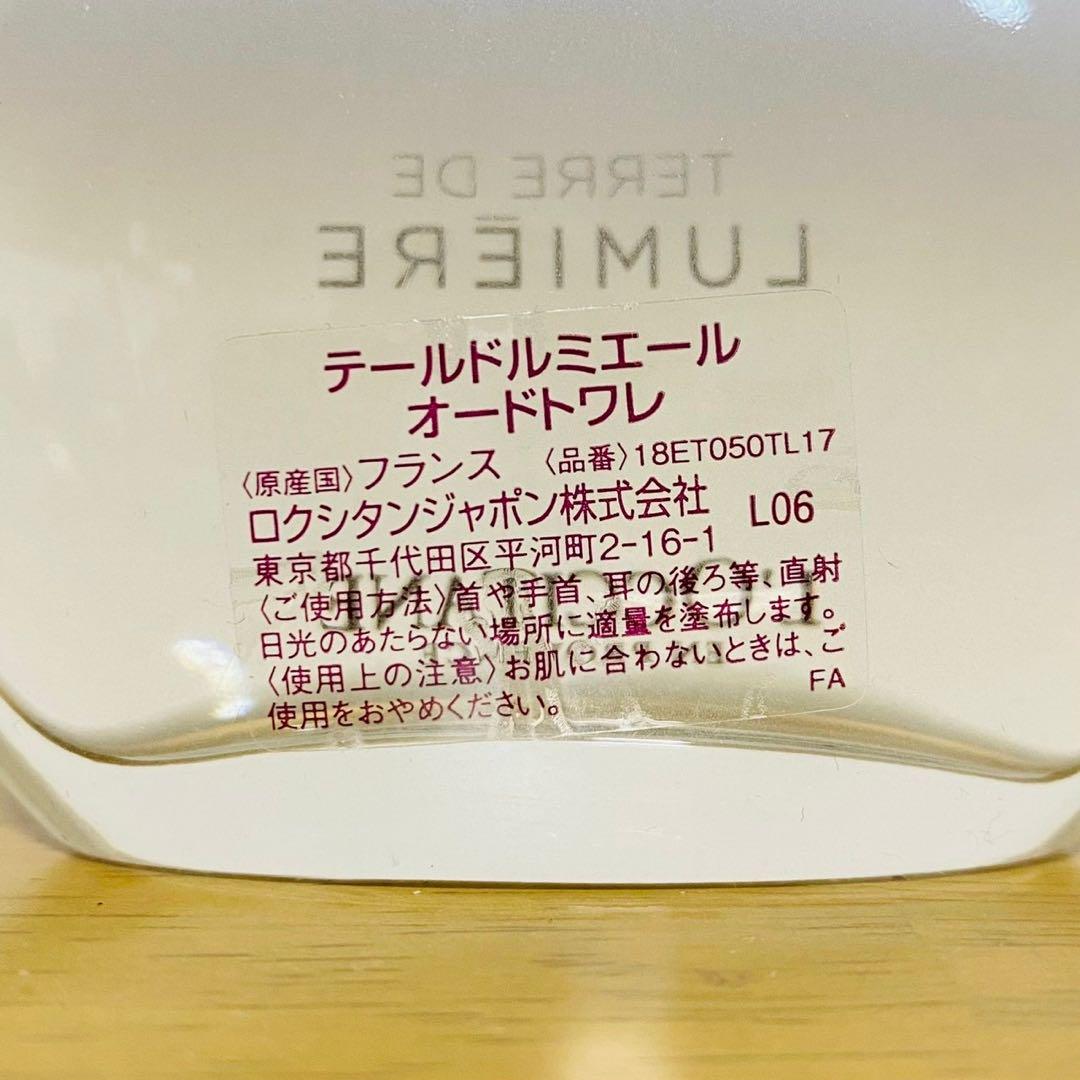 TERRE DE
LUMIÈRE
テールドルミエール
オードトワレ
〈原産国〉フランス 〈品番〉18ET050TL17
ロクシタンジャポン株式会社 L06
東京都千代田区平河町2-16-1
〈ご使用方法〉首や手首、耳の後ろ等、直射
日光のあたらない場所に適量を塗布します。
〈使用上の注意〉お肌に合わないときは、ご
使用をおやめください。 FA